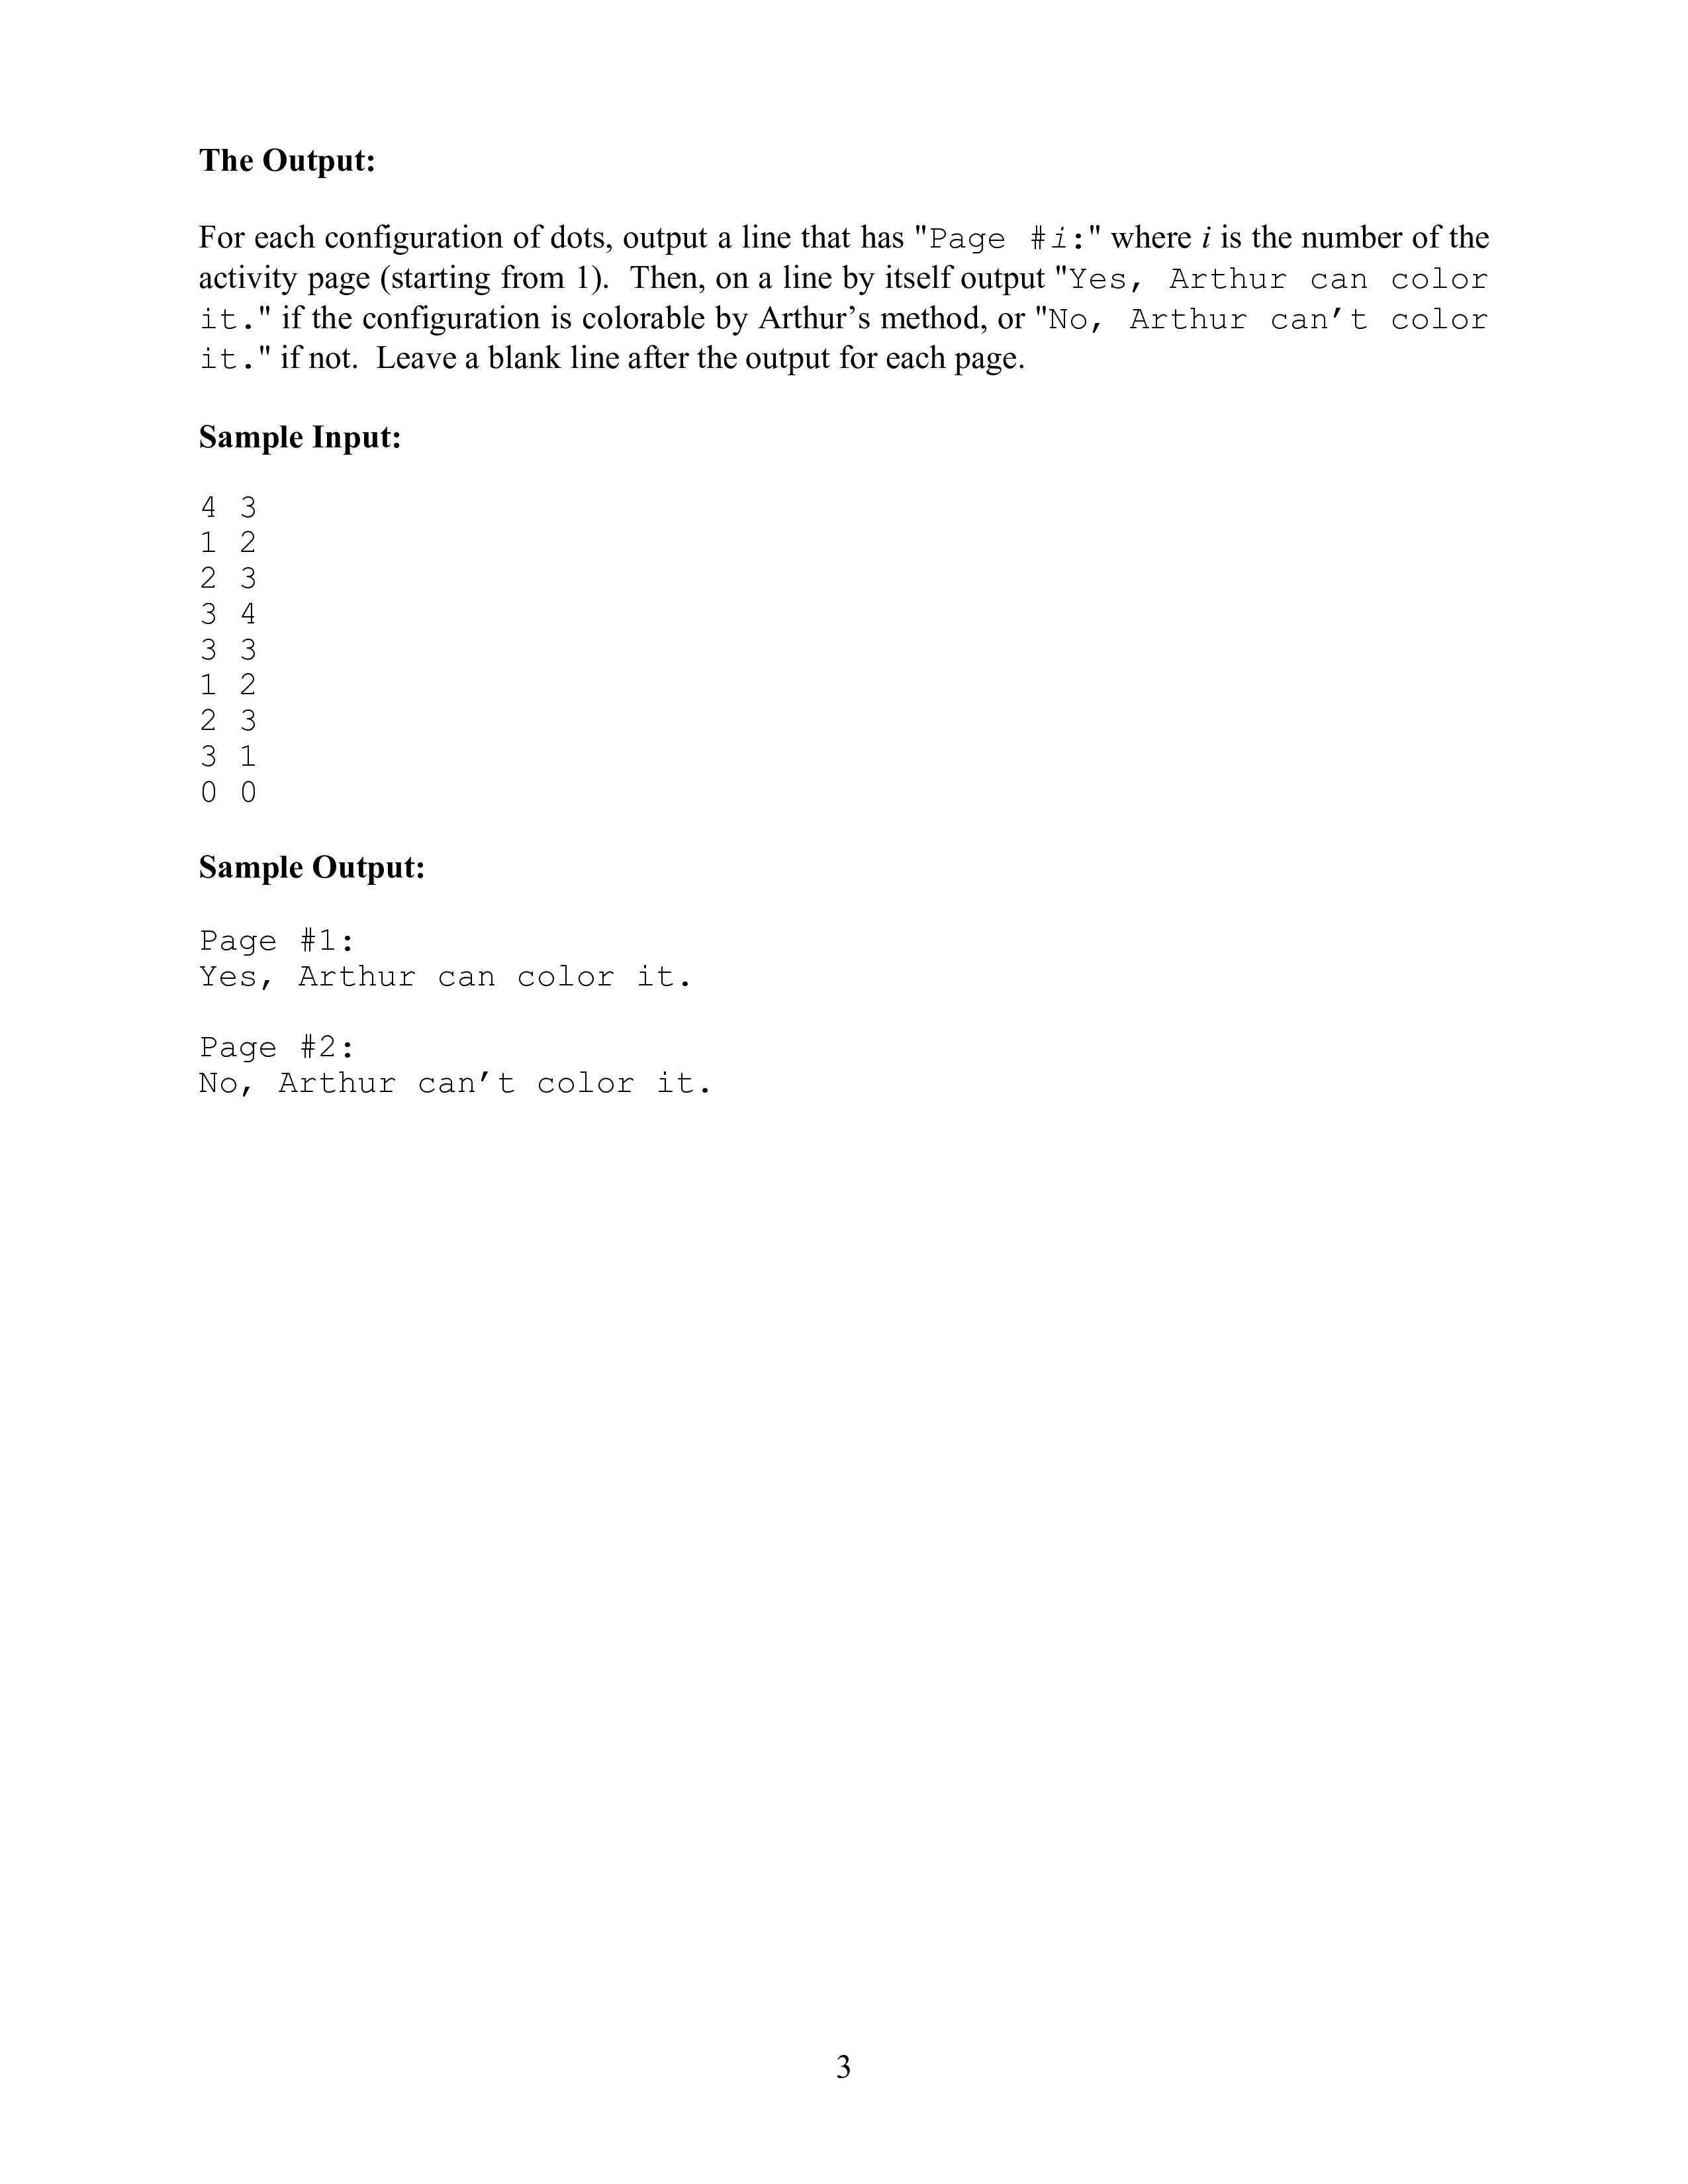 The Output:
For each configuration of dots, output a line that has "Page #i:" where i is the number of the
activity page (starting from 1).  Then, on a line by itself output "Yes, Arthur can color
it." if the configuration is colorable by Arthur’s method, or "No, Arthur can’t color
it." if not.  Leave a blank line after the output for each page.
Sample Input:
4 3
1 2
2 3
3 4
3 3
1 2
2 3
3 1
0 0
Sample Output:
Page #1:
Yes, Arthur can color it.
Page #2:
No, Arthur can’t color it.
3